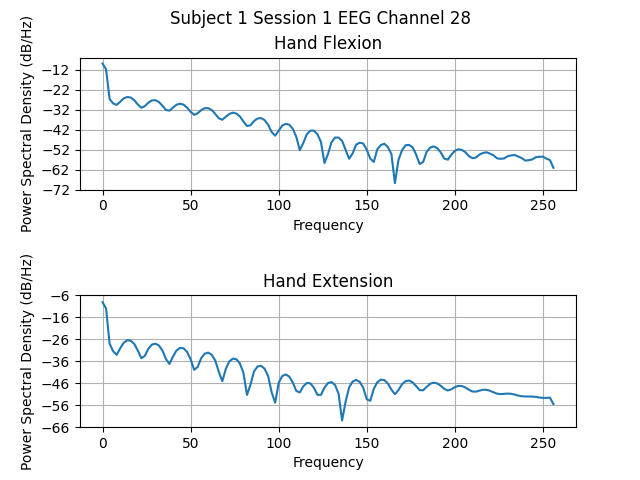 Subject 1 Session 1 EEG Channel 28
Hand Flexion
Power Spectral Density (dB/Hz)
−12
−22
−32
−42
−52
−62
−72
0 50 100 150 200 250
Frequency
Hand Extension
Power Spectral Density (dB/Hz)
−6
−16
−26
−36
−46
−56
−66
0 50 100 150 200 250
Frequency